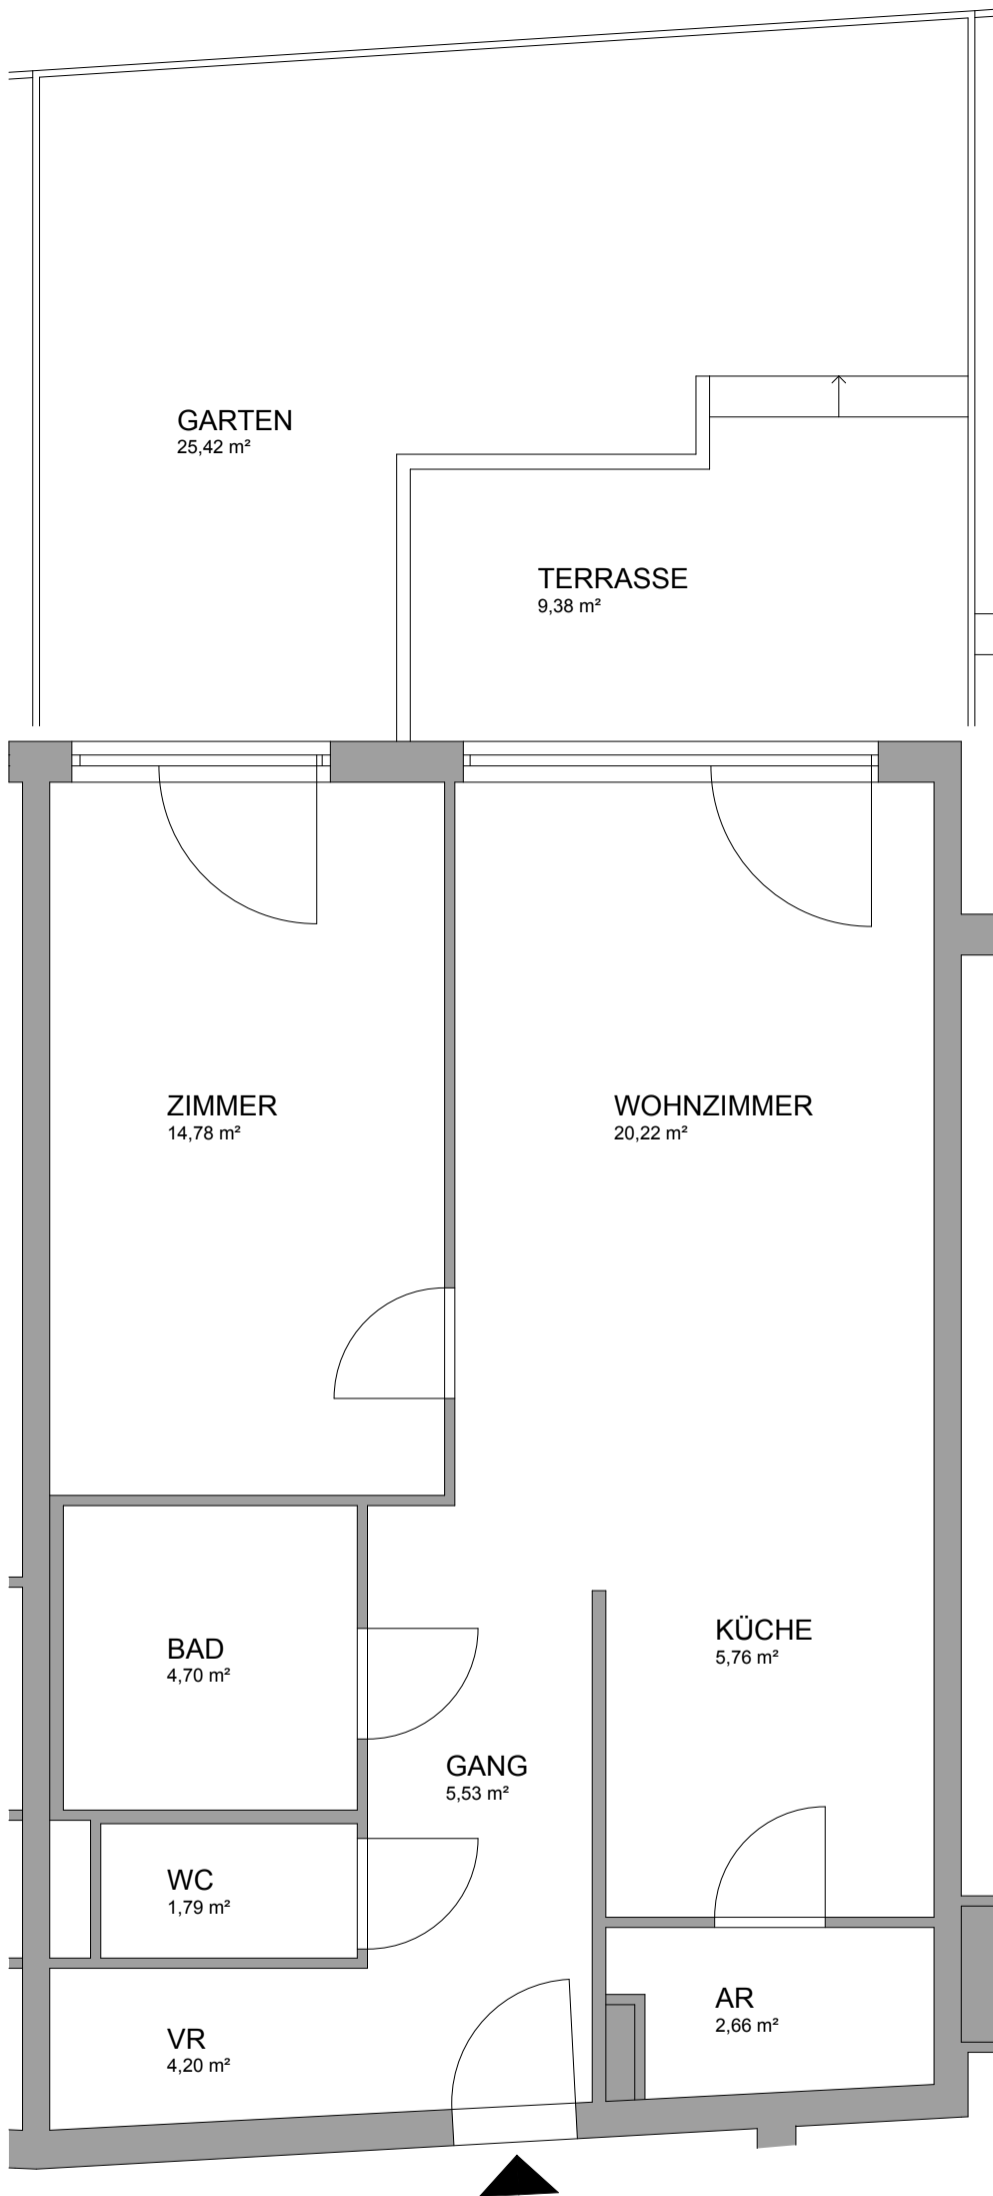 GARTEN
25,42 m²
TERRASSE
9,38 m²
ZIMMER
14,78 m²
WOHNZIMMER
20,22 m²
KÜCHE
5,76 m²
BAD
4,70 m²
GANG
5,53 m²
WC
1,79 m²
AR
2,66 m²
VR
4,20 m²